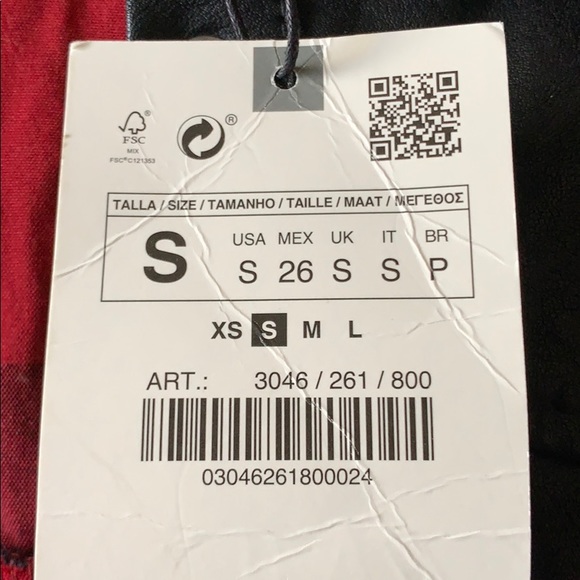 FSC®
MIX
FSC®C121353
®
TALLA / SIZE / TAMANHO / TAILLE / MAAT / ΜΕΓΕΘΟΣ
S
USA MEX UK IT BR
S 26 S S P
XS S M L
ART.: 3046 / 261 / 800
03046261800024